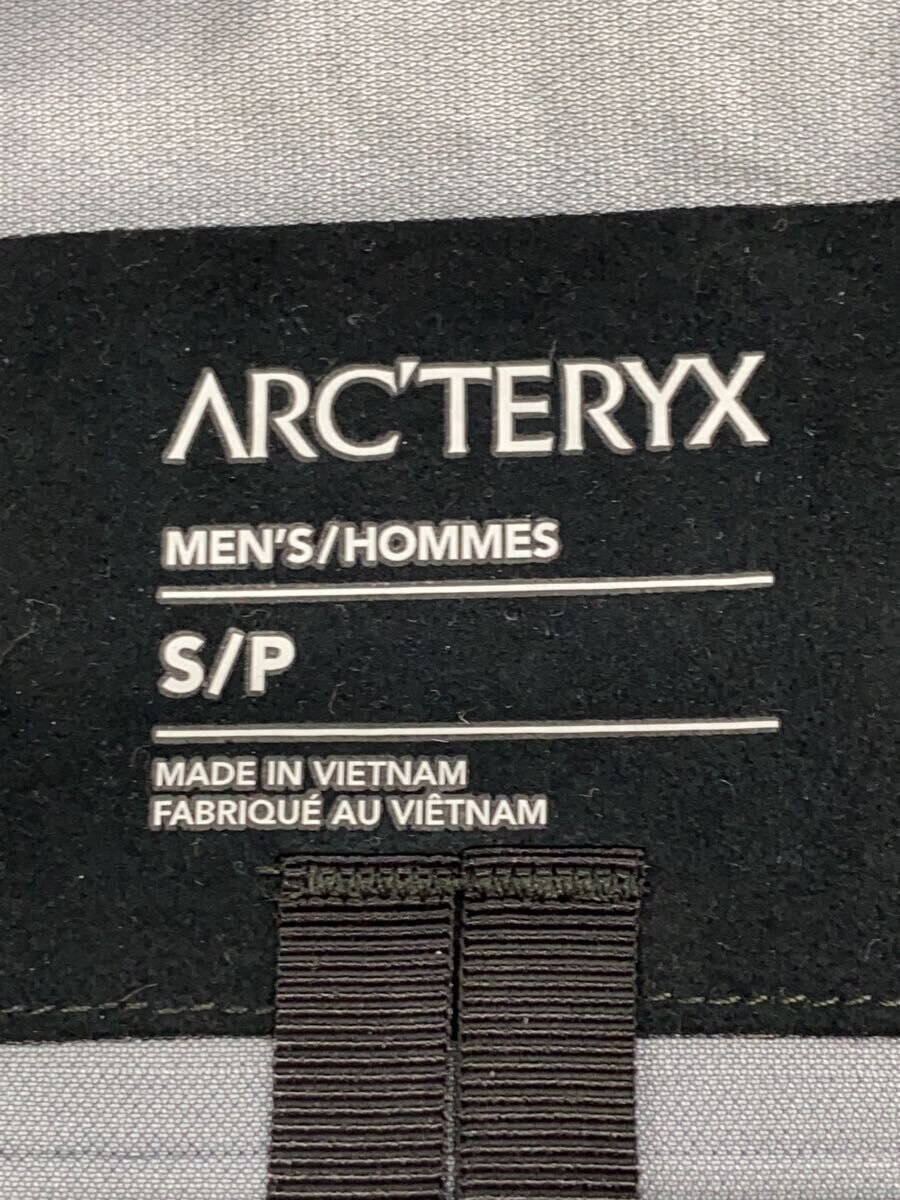 ARC'TERYX
MEN'S/HOMMES
S/P
MADE IN VIETNAM
FABRIQUÉ AU VIÊTNAM